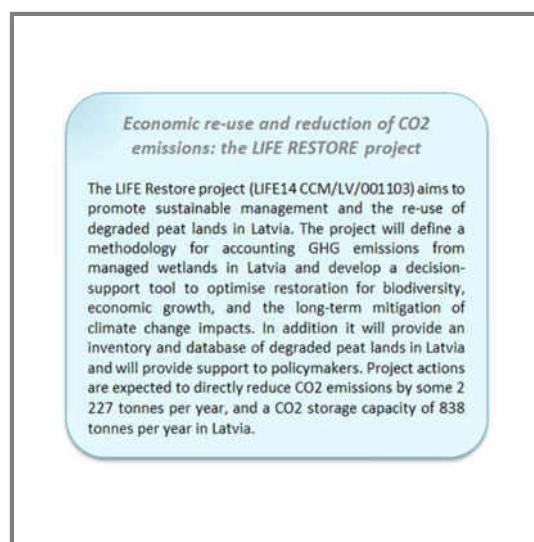 Economic re-use and reduction of CO2
emissions: the LIFE RESTORE project
The LIFE Restore project (LIFE14 CCM/LV/001103) aims to
promote sustainable management and the re-use of
degraded peat lands in Latvia. The project will define a
methodology for accounting GHG emissions from
managed wetlands in Latvia and develop a decision-
support tool to optimise restoration for biodiversity,
economic growth, and the long-term mitigation of
climate change impacts. In addition it will provide an
inventory and database of degraded peat lands in Latvia
and will provide support to policymakers. Project actions
are expected to directly reduce CO2 emissions by some 2
227 tonnes per year, and a CO2 storage capacity of 838
tonnes per year in Latvia.